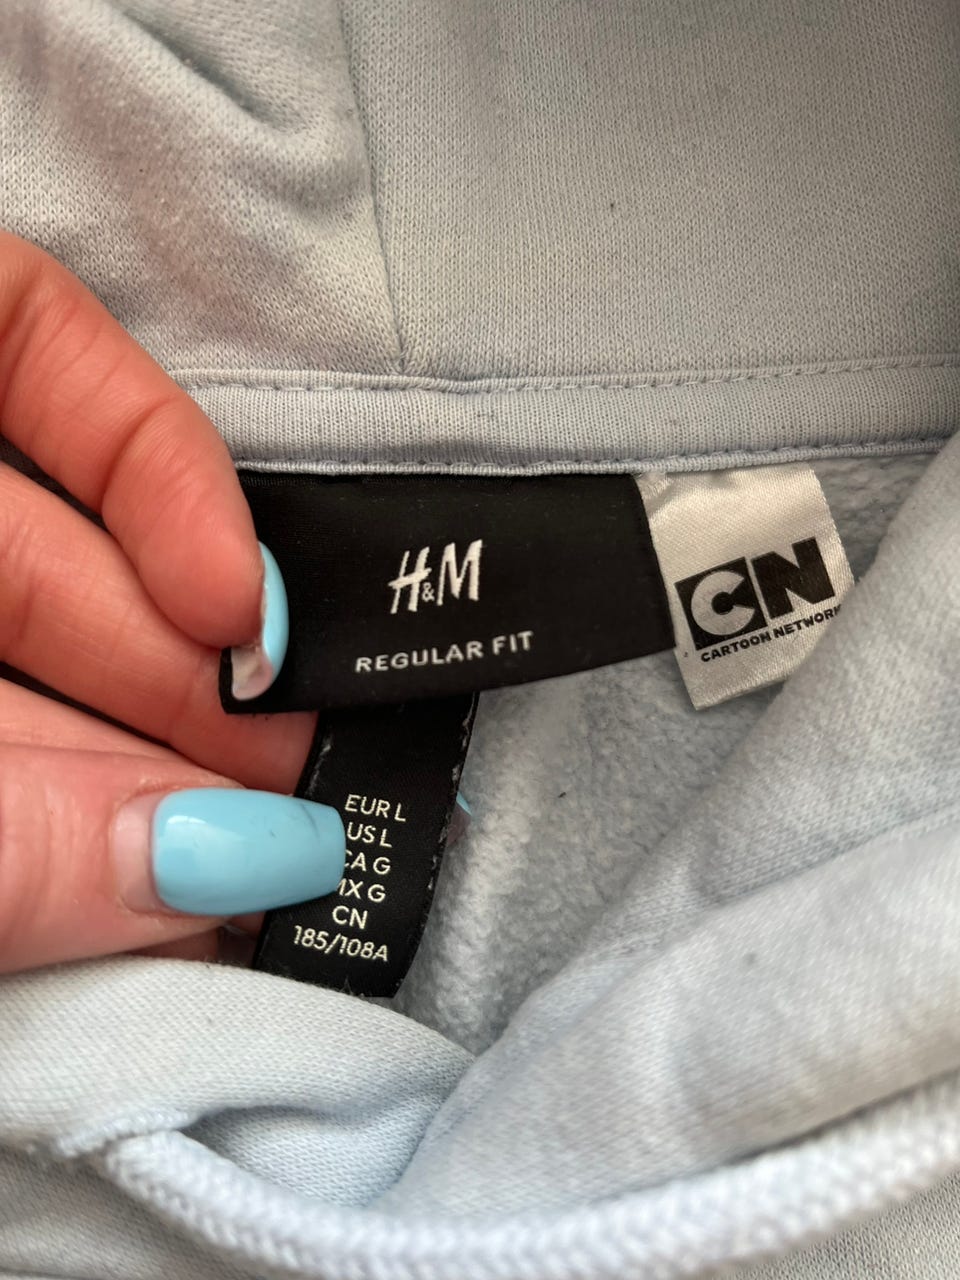 H&M
REGULAR FIT
CN
CARTOON NETWORK
EUR L
US L
CA G
MX G
CN
185/108A